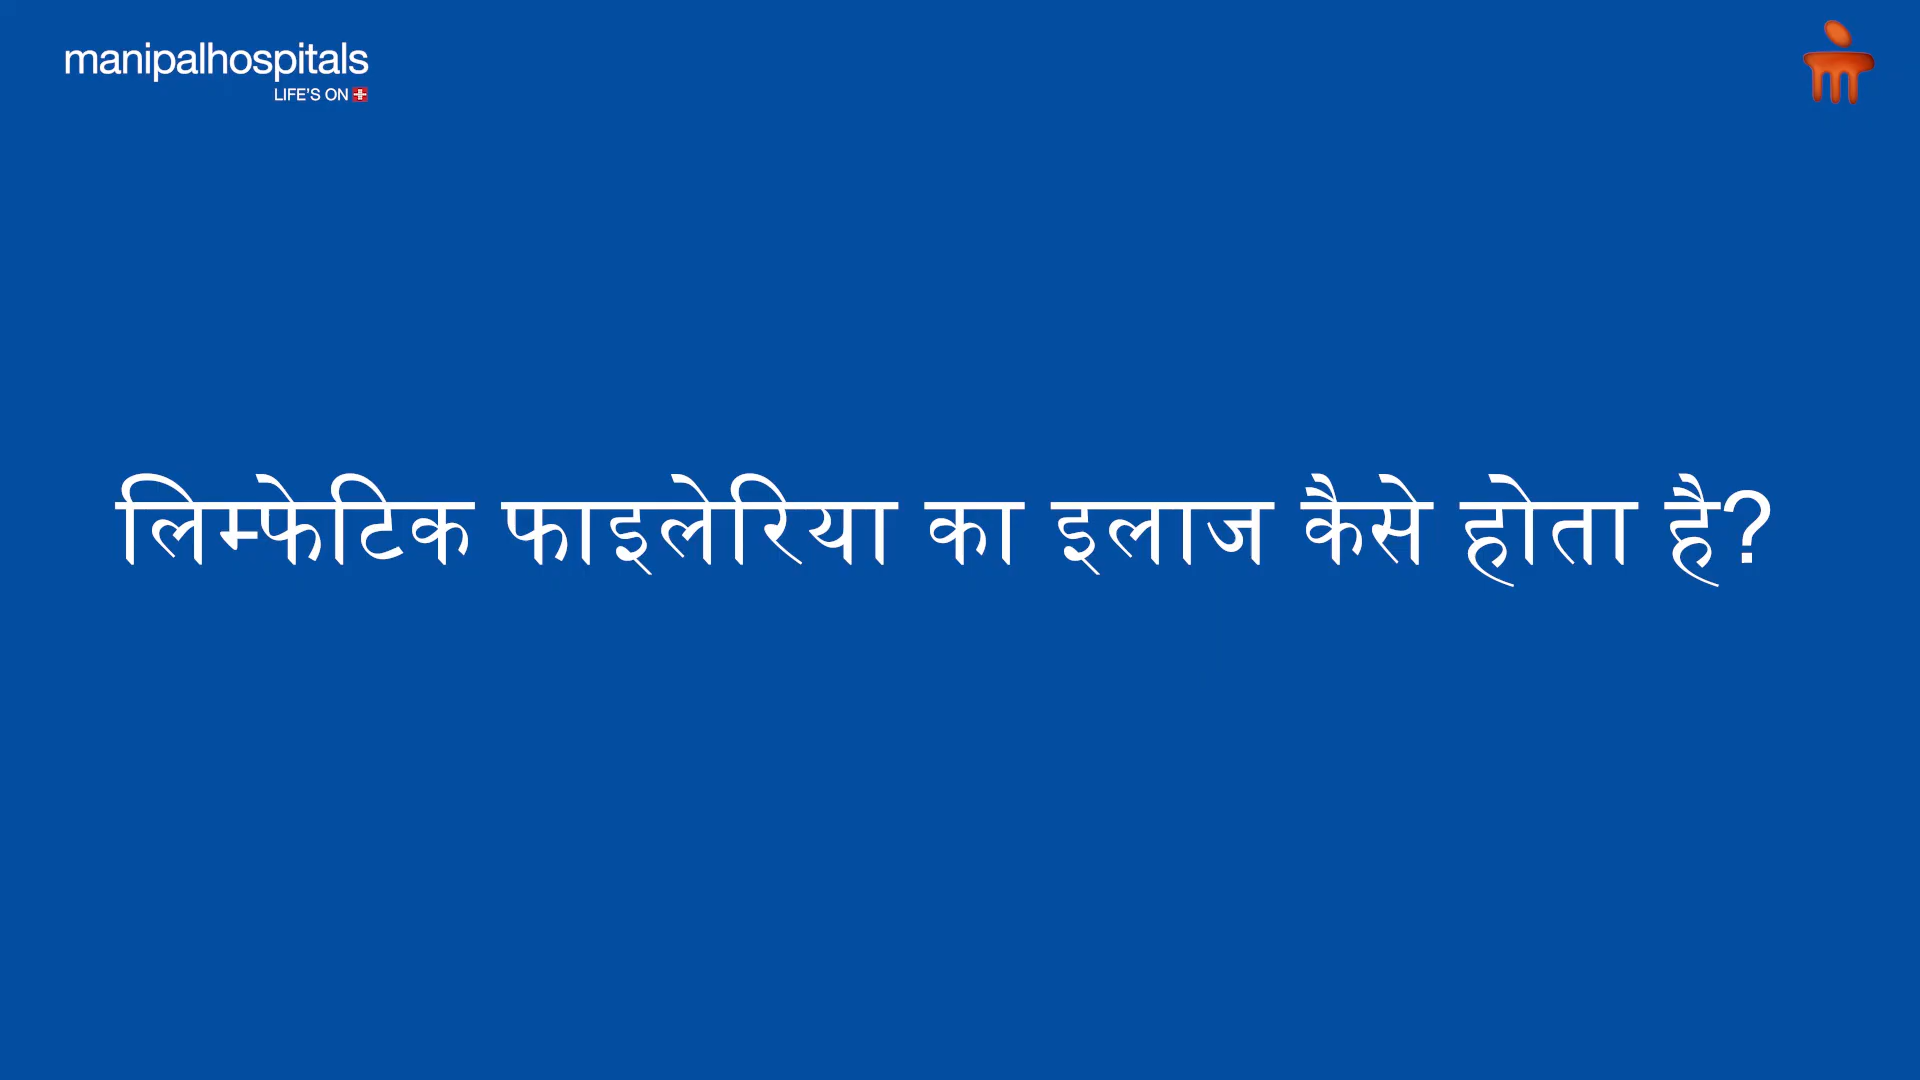 manipalhospitals
LIFE'S ON
लिम्फेटिक फाइलेरिया का इलाज कैसे होता है?